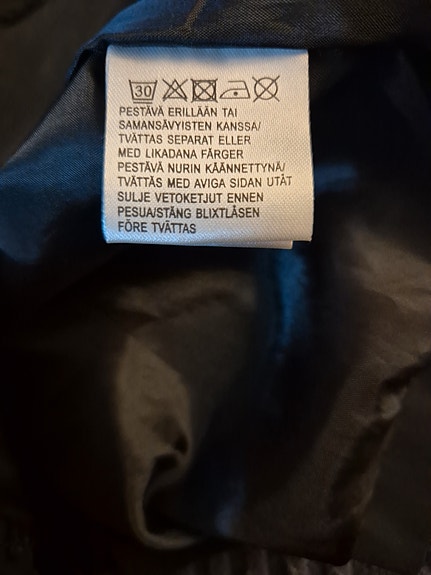 30
PESTÄVÄ ERILLÄÄN TAI
SAMANSÄVYISTEN KANSSA/
TVÄTTAS SEPARAT ELLER
MED LIKADANA FÄRGER
PESTÄVÄ NURIN KÄÄNNETTYNÄ/
TVÄTTÄS MED AVIGA SIDAN UTÅT
SULJE VETOKETJUT ENNEN
PESUA/STÄNG BLIXTLÅSEN
FÖRE TVÄTTAS